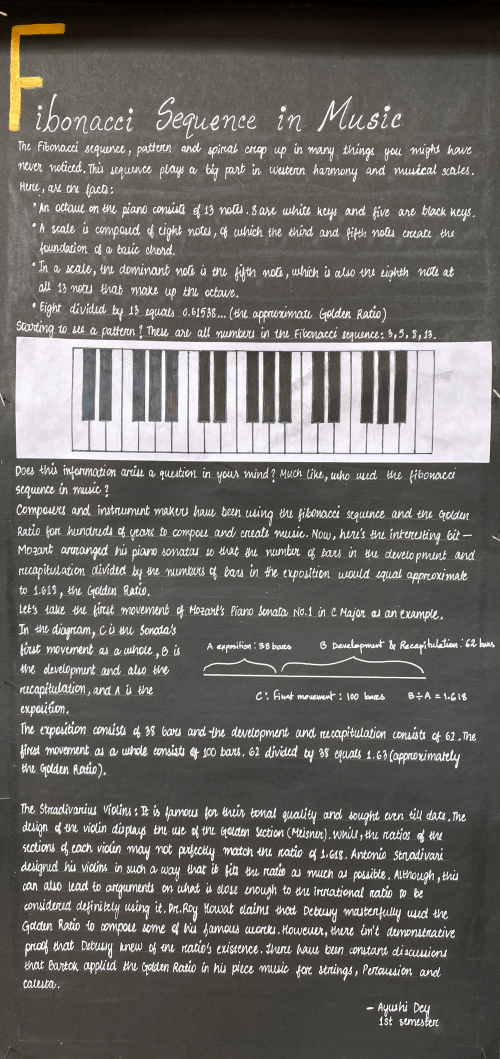 Fibonacci Sequence in Music
The Fibonacci sequence, pattern and spiral crop up in many things you might have
never noticed. This sequence plays a big part in western harmony and musical scales.
Here, are the facts:
• An octave on the piano consists of 13 notes. 8 are white keys and five are black keys.
• A scale is composed of eight notes, of which the third and fifth notes create the
foundation of a basic chord.
• In a scale, the dominant note is the fifth note, which is also the eighth note of
all 13 notes that make up the octave.
• Eight divided by 13 equals 0.61538... (the approximate Golden Ratio)
Starting to see a pattern? These are all numbers in the Fibonacci sequence: 3, 5, 8, 13.
Does this information arise a question in your mind? Much like, who used the fibonacci
sequence in music?
Composers and instrument makers have been using the fibonacci sequence and the Golden
Ratio for hundreds of years to compose and create music. Now, here's the interesting bit —
Mozart arranged his piano sonatas so that the number of bars in the development and
recapitulation divided by the numbers of bars in the exposition would equal approximate
to 1.618, the Golden Ratio.
Let's take the first movement of Mozart's Piano Sonata No.1 in C Major as an example.
In the diagram, C is the Sonata's
first movement as a whole, B is
the development and also the
recapitulation, and A is the
exposition.
A exposition : 38 bars B Development & Recapitulation: 62 bars
C: First movement : 100 bars B÷A = 1.618
The exposition consists of 38 bars and the development and recapitulation consists of 62. The
first movement as a whole consists of 100 bars. 62 divided by 38 equals 1.63 (approximately
the Golden Ratio).
The Stradivarius Violins: It is famous for their tonal quality and sought even till date. The
design of the violin displays the use of the Golden Section (Meisner). While, the ratios of the
sections of each violin may not perfectly match the ratio of 1.618. Antonio Stradivari
designed his violins in such a way that it fits the ratio as much as possible. Although, this
can also lead to arguments on what is close enough to the irrational ratio to be
considered definitely using it. Dr. Roy Howat claims that Debussy masterfully used the
Golden Ratio to compose some of his famous works. However, there isn't demonstrative
proof that Debussy knew of the ratio's existence. There have been constant discussions
that Bartok applied the Golden Ratio in his piece music for strings, Percussion and
celesta.
– Ayushi Dey
1st semester